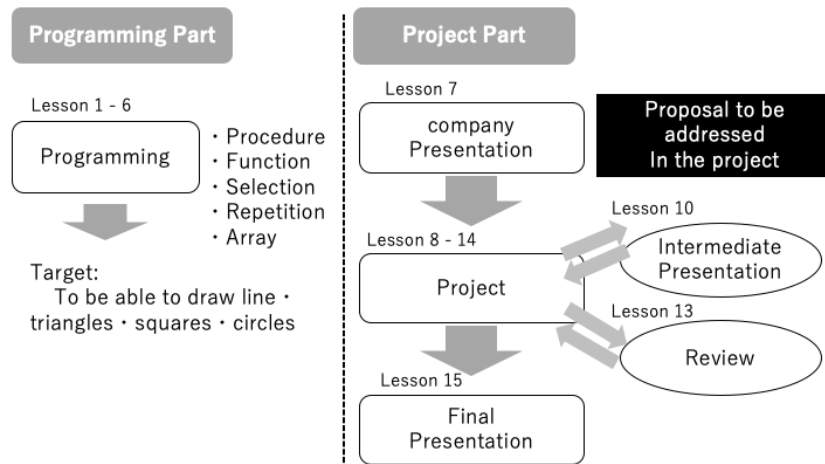 Programming Part
Lesson 1 - 6
Programming
・Procedure
・Function
・Selection
・Repetition
・Array
Target:
To be able to draw line・
triangles・squares・circles
Project Part
Lesson 7
company
Presentation
Proposal to be
addressed
In the project
Lesson 8 - 14
Project
Lesson 10
Intermediate
Presentation
Lesson 13
Review
Lesson 15
Final
Presentation